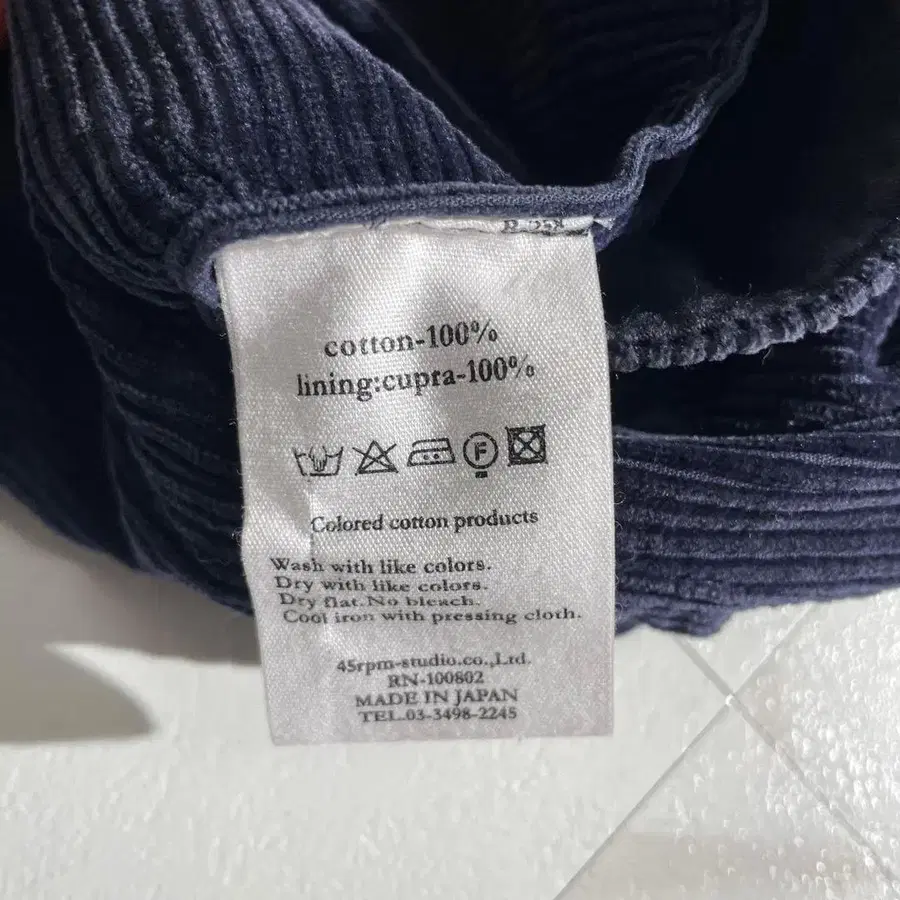 cotton-100%
lining:cupra-100%
F
Colored cotton products
Wash with like colors.
Dry with like colors.
Dry flat.No bleach.
Cool iron with pressing cloth.
45rpm-studio.co.,Ltd.
RN-100802
MADE IN JAPAN
TEL.03-3498-2245